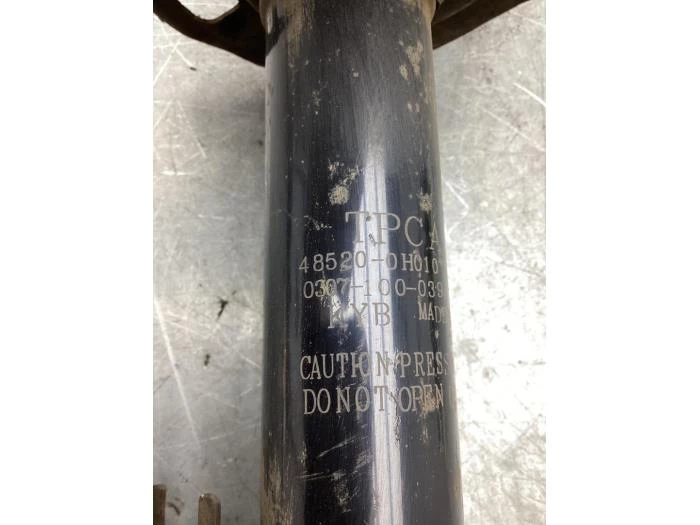 TPCA
48520-0H010
0307-100-039
KYB MADE
CAUTION PRESS
DO NOT OPEN